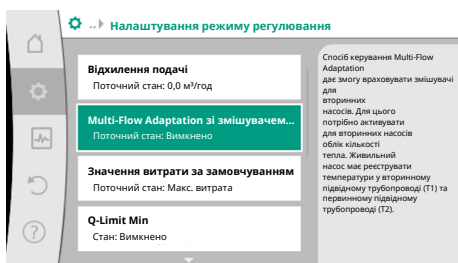 ..▸ Налаштування режиму регулювання
Відхилення подачі
Поточний стан: 0,0 м³/год
Multi-Flow Adaptation зі змішувачем...
Поточний стан: Вимкнено
Значення витрати за замовчуванням
Поточний стан: Макс. витрата
Q-Limit Min
Стан: Вимкнено
Спосіб керування Multi-Flow
Adaptation
дає змогу враховувати змішувачі
для
вторинних
насосів. Для цього
потрібно активувати
для вторинних насосів
облік кількості
тепла. Живильний
насос має реєструвати
температури у вторинному
підвідному трубопроводі (T1) та
первинному підвідному
трубопроводі (T2).